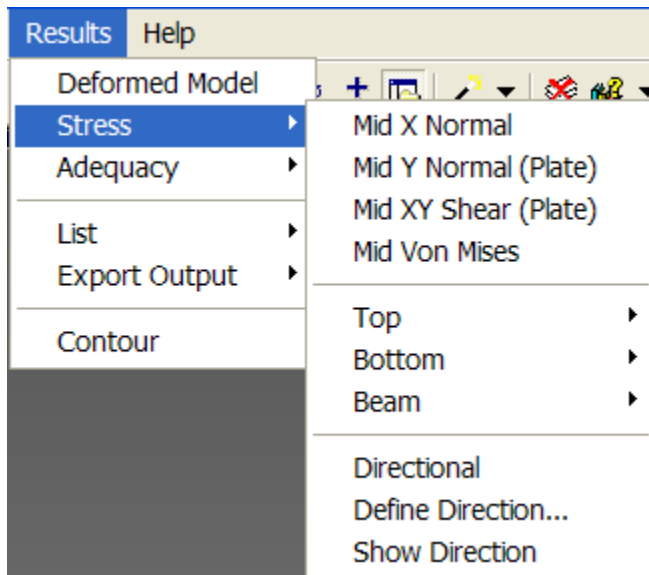 Results Help
Deformed Model
Stress
Adequacy
List
Export Output
Contour
Mid X Normal
Mid Y Normal (Plate)
Mid XY Shear (Plate)
Mid Von Mises
Top
Bottom
Beam
Directional
Define Direction...
Show Direction